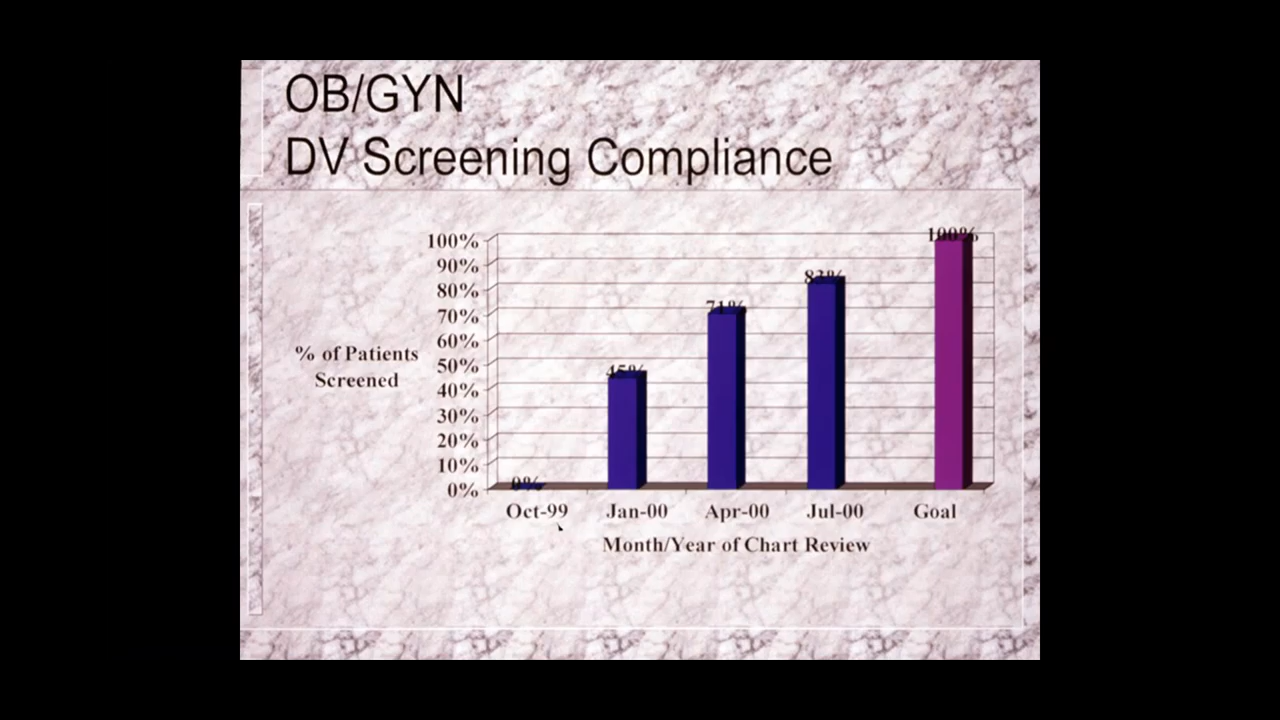 OB/GYN
DV Screening Compliance
100%
100%
90%
83%
80%
71%
70%
60%
% of Patients
Screened
50%
45%
40%
30%
20%
10%
0%
0%
Oct-99 Jan-00 Apr-00 Jul-00 Goal
Month/Year of Chart Review